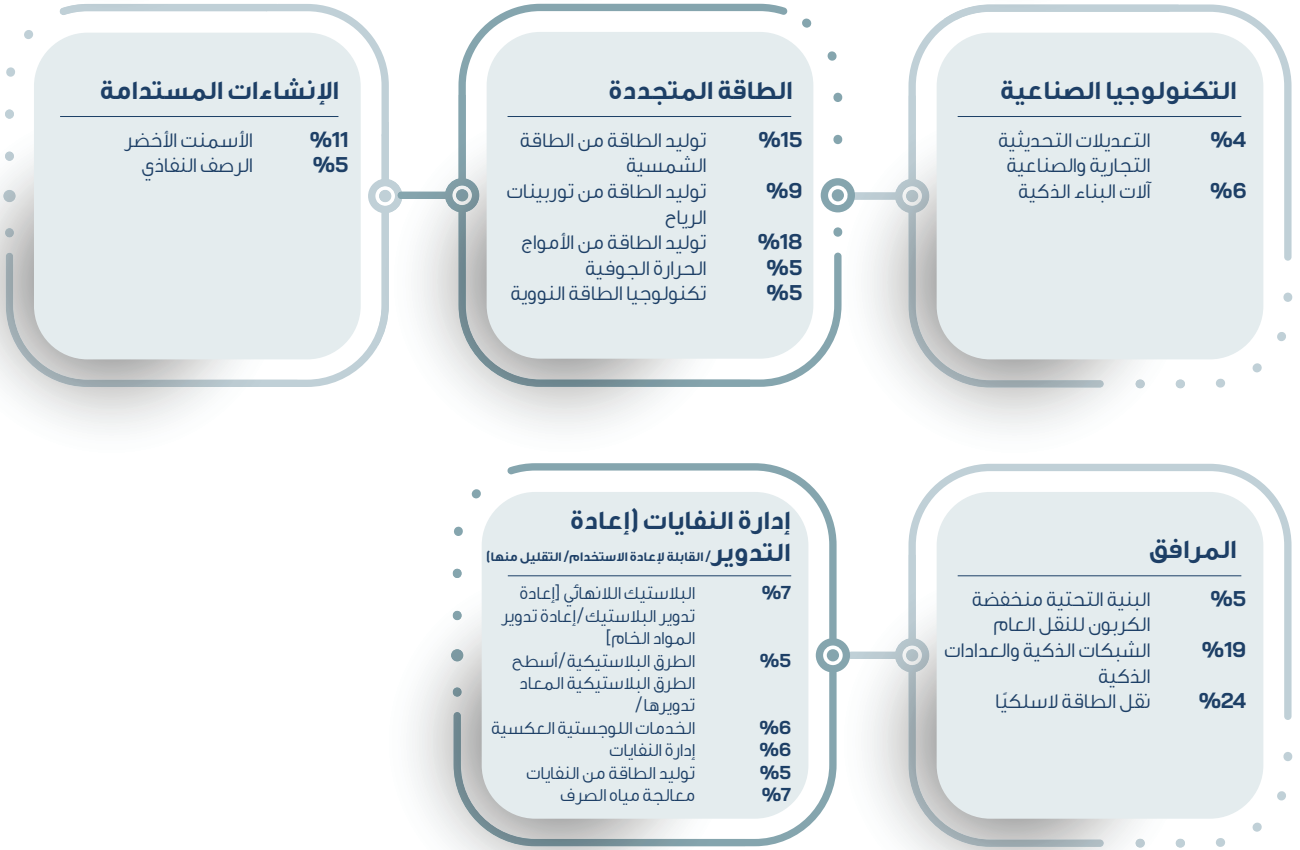 التكنولوجيا الصناعية
%4 التعديلات التحديثية
التجارية والصناعية
%6 آلات البناء الذكية
الطاقة المتجددة
%15 توليد الطاقة من الطاقة
الشمسية
%9 توليد الطاقة من توربينات
الرياح
%18 توليد الطاقة من الأمواج
%5 الحرارة الجوفية
%5 تكنولوجيا الطاقة النووية
الإنشاءات المستدامة
%11 الأسمنت الأخضر
%5 الرصف النفاذي
المرافق
%5 البنية التحتية منخفضة
الكربون للنقل العام
%19 الشبكات الذكية والعدادات
الذكية
%24 نقل الطاقة لاسلكيًا
إدارة النفايات (إعادة
التدوير/ القابلة لإعادة الاستخدام/ التقليل منها)
%7 البلاستيك اللانهائي [إعادة
تدوير البلاستيك/إعادة تدوير
المواد الخام]
%5 الطرق البلاستيكية/أسطح
الطرق البلاستيكية المعاد
تدويرها/
%6 الخدمات اللوجستية العكسية
%6 إدارة النفايات
%5 توليد الطاقة من النفايات
%7 معالجة مياه الصرف